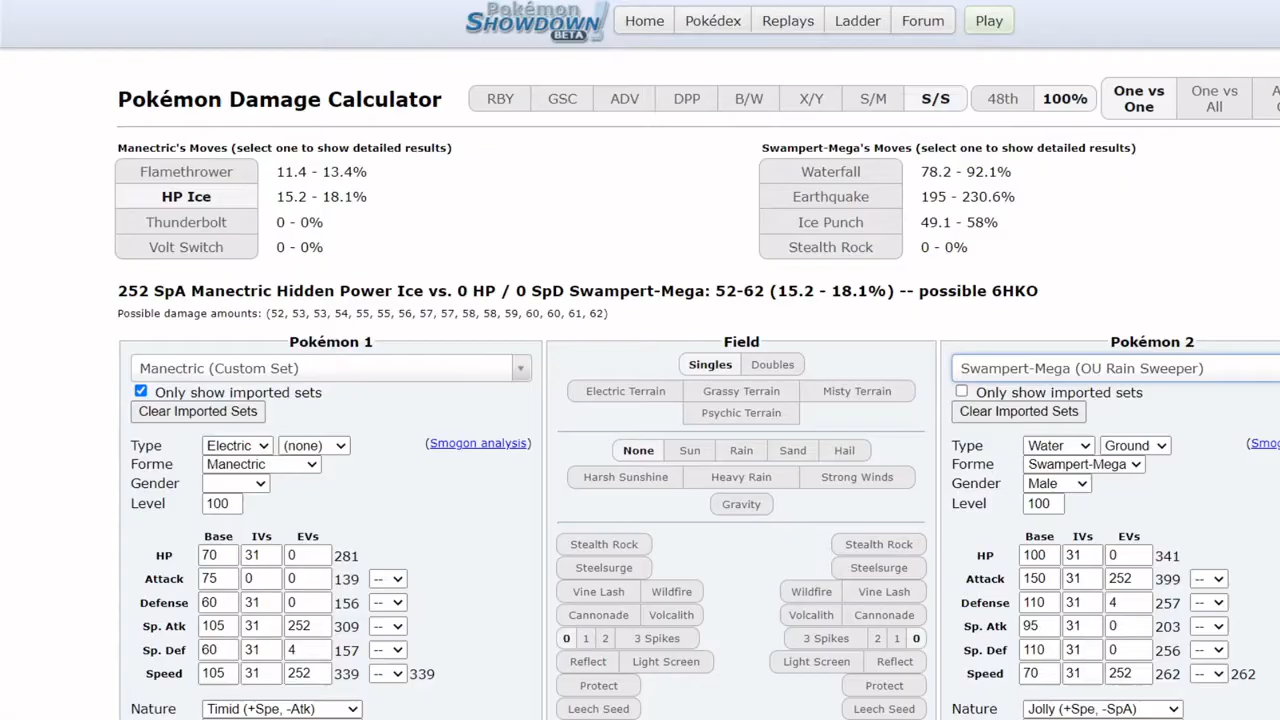 Pokémon SHOWDOWN! BETA Home Pokédex Replays Ladder Forum Play
Pokémon Damage Calculator RBY GSC ADV DPP B/W X/Y S/M S/S 48th 100% One vs One One vs All
Manectric's Moves (select one to show detailed results) Swampert-Mega's Moves (select one to show detailed results)
Flamethrower 11.4 - 13.4% Waterfall 78.2 - 92.1%
HP Ice 15.2 - 18.1% Earthquake 195 - 230.6%
Thunderbolt 0 - 0% Ice Punch 49.1 - 58%
Volt Switch 0 - 0% Stealth Rock 0 - 0%
252 SpA Manectric Hidden Power Ice vs. 0 HP / 0 SpD Swampert-Mega: 52-62 (15.2 - 18.1%) -- possible 6HKO
Possible damage amounts: (52, 53, 53, 54, 55, 55, 56, 57, 57, 58, 58, 59, 60, 60, 61, 62)
Pokémon 1
Manectric (Custom Set)
Only show imported sets
Clear Imported Sets
Type Electric (none) (Smogon analysis)
Forme Manectric
Gender
Level 100
Base IVs EVs
HP 70 31 0 281
Attack 75 0 0 139 --
Defense 60 31 0 156 --
Sp. Atk 105 31 252 309 --
Sp. Def 60 31 4 157 --
Speed 105 31 252 339 -- 339
Nature Timid (+Spe, -Atk)
Field
Singles Doubles
Electric Terrain Grassy Terrain Misty Terrain
Psychic Terrain
None Sun Rain Sand Hail
Harsh Sunshine Heavy Rain Strong Winds
Gravity
Stealth Rock Stealth Rock
Steelsurge Steelsurge
Vine Lash Wildfire Wildfire Vine Lash
Cannonade Volcalith Volcalith Cannonade
0 1 2 3 Spikes 3 Spikes 2 1 0
Reflect Light Screen Light Screen Reflect
Protect Protect
Leech Seed Leech Seed
Pokémon 2
Swampert-Mega (OU Rain Sweeper)
Only show imported sets
Clear Imported Sets
Type Water Ground (Smog
Forme Swampert-Mega
Gender Male
Level 100
Base IVs EVs
HP 100 31 0 341
Attack 150 31 252 399 --
Defense 110 31 4 257 --
Sp. Atk 95 31 0 203 --
Sp. Def 110 31 0 256 --
Speed 70 31 252 262 -- 262
Nature Jolly (+Spe, -SpA)